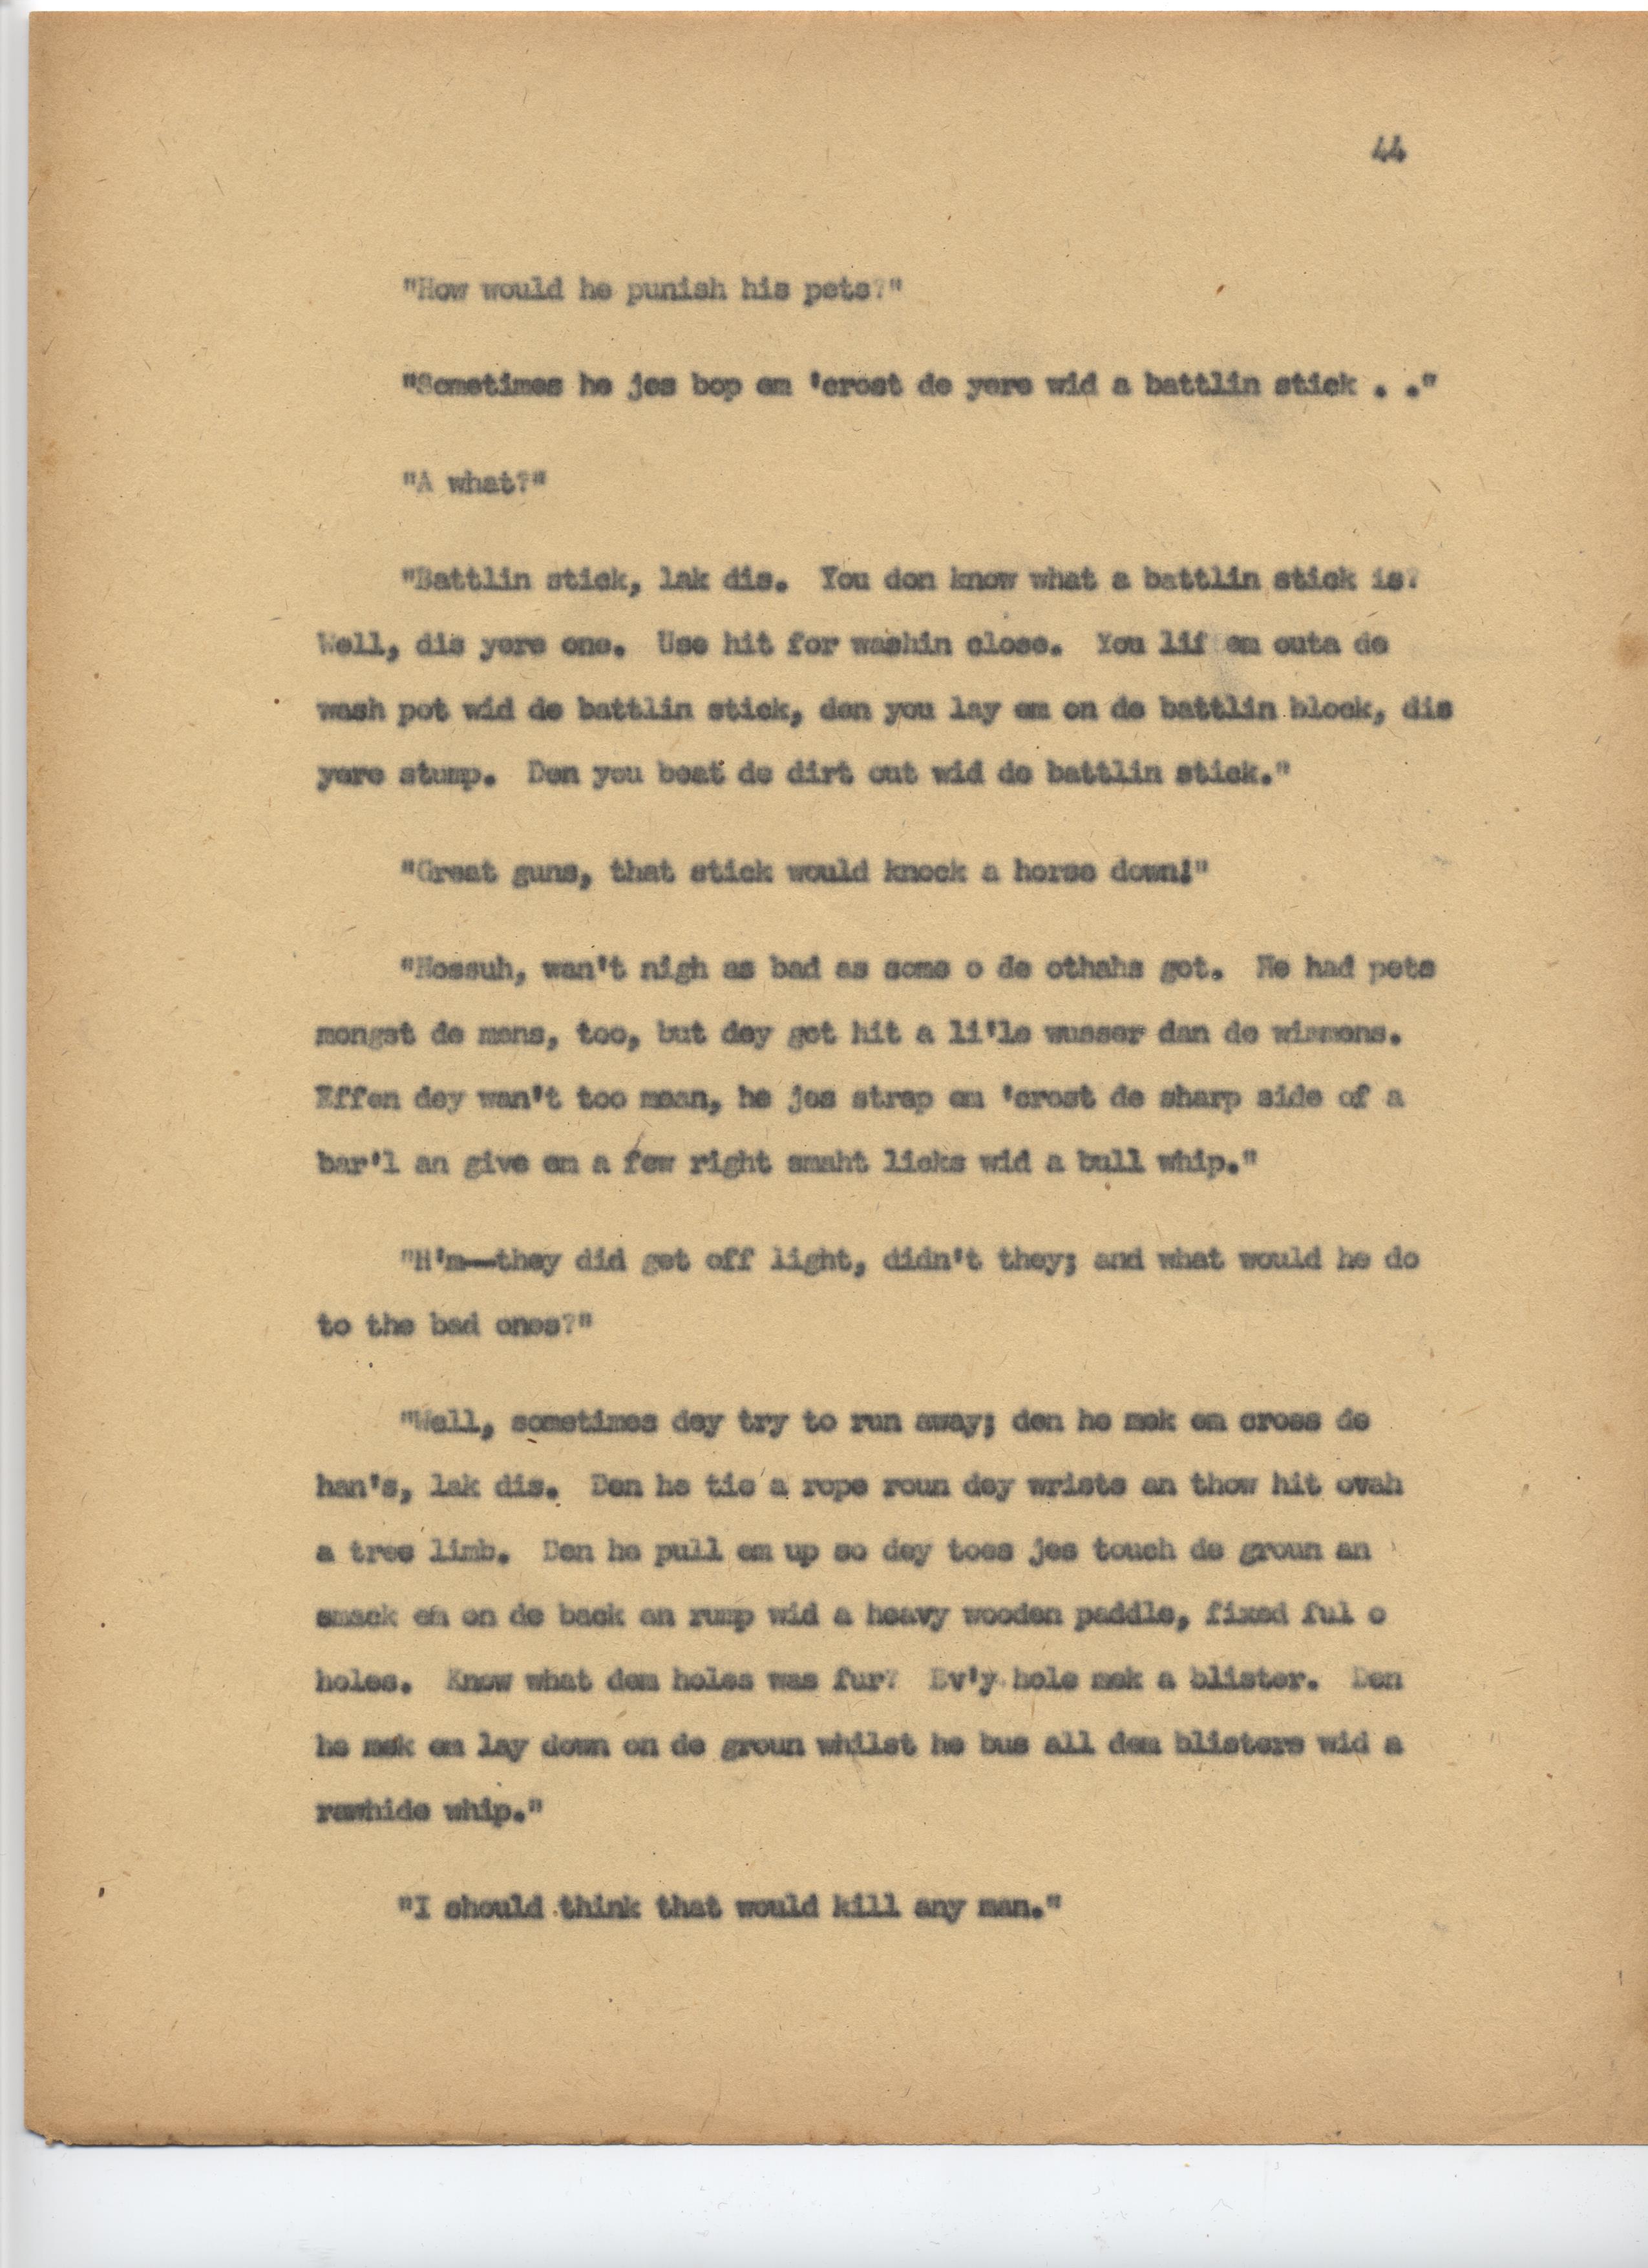 44
"How would he punish his pets?"
"Sometimes he jes bop em 'crost de yere wid a battlin stick . ."
"A what?"
"Battlin stick, lak dis.  You don know what a battlin stick is?
Well, dis yere one.  Use hit for washin close.  You lif em outa de
wash pot wid de battlin stick, den you lay em on de battlin block, dis
yere stump.  Den you beat de dirt out wid de battlin stick."
"Great guns, that stick would knock a horse down!"
"Nossuh, wan't nigh as bad as some o de othahs got.  He had pets
mongst de mens, too, but dey got hit a li'le wusser dan de wimmens.
Effen dey wan't too mean, he jes strap em 'crost de sharp side of a
bar'l an give em a few right smaht licks wid a bull whip."
"H'm--they did get off light, didn't they; and what would he do
to the bad ones?"
"Well, sometimes dey try to run away; den he mek em cross de
han's, lak dis.  Den he tie a rope roun dey wrists an thow hit ovah
a tree limb.  Den he pull em up so dey toes jes touch de groun an
smack em on de back an rump wid a heavy wooden paddle, fixed ful o
holes.  Know what dem holes was fur?  Ev'y hole mek a blister.  Den
he mek em lay down on de groun whilst he bus all dem blisters wid a
rawhide whip."
"I should think that would kill any man."